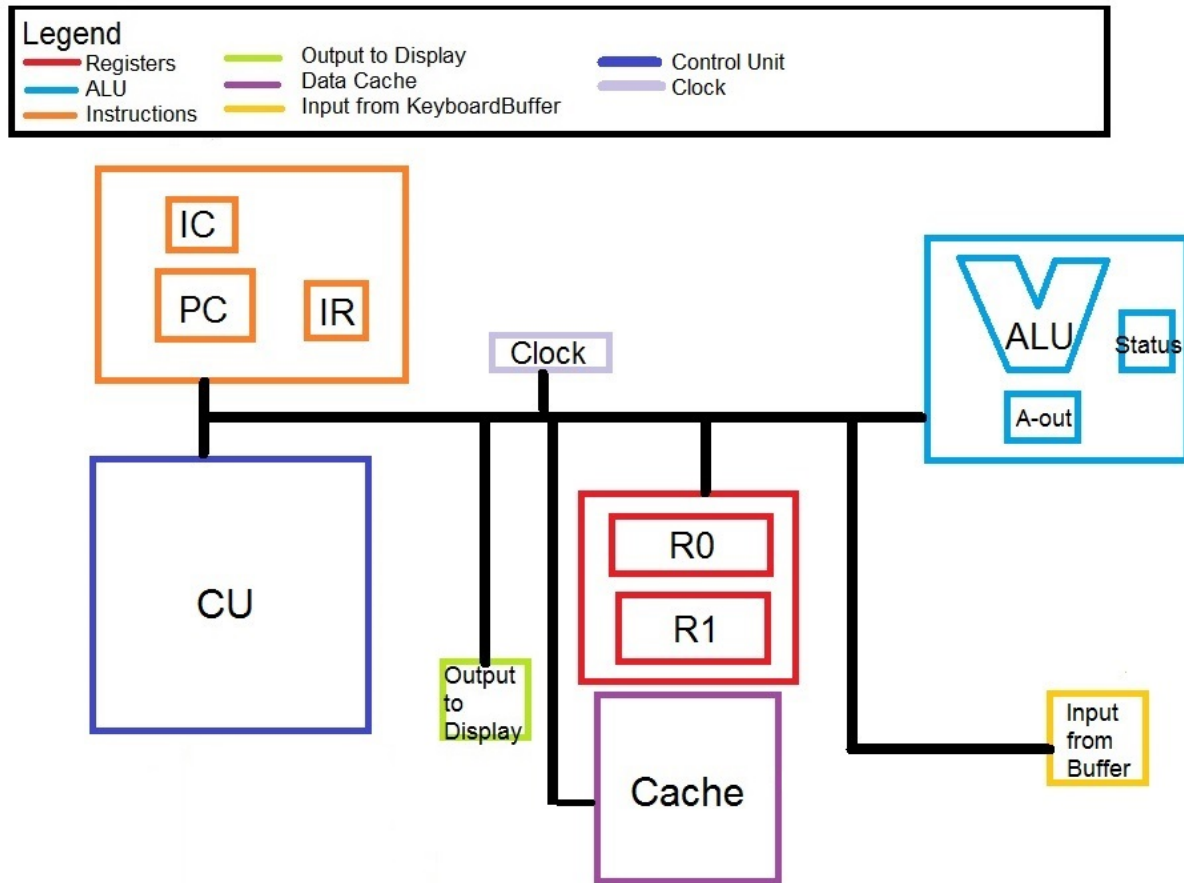 Legend
Registers
ALU
Instructions
Output to Display
Data Cache
Input from KeyboardBuffer
Control Unit
Clock
IC
PC
IR
Clock
ALU
Status
A-out
CU
R0
R1
Output
to
Display
Cache
Input
from
Buffer